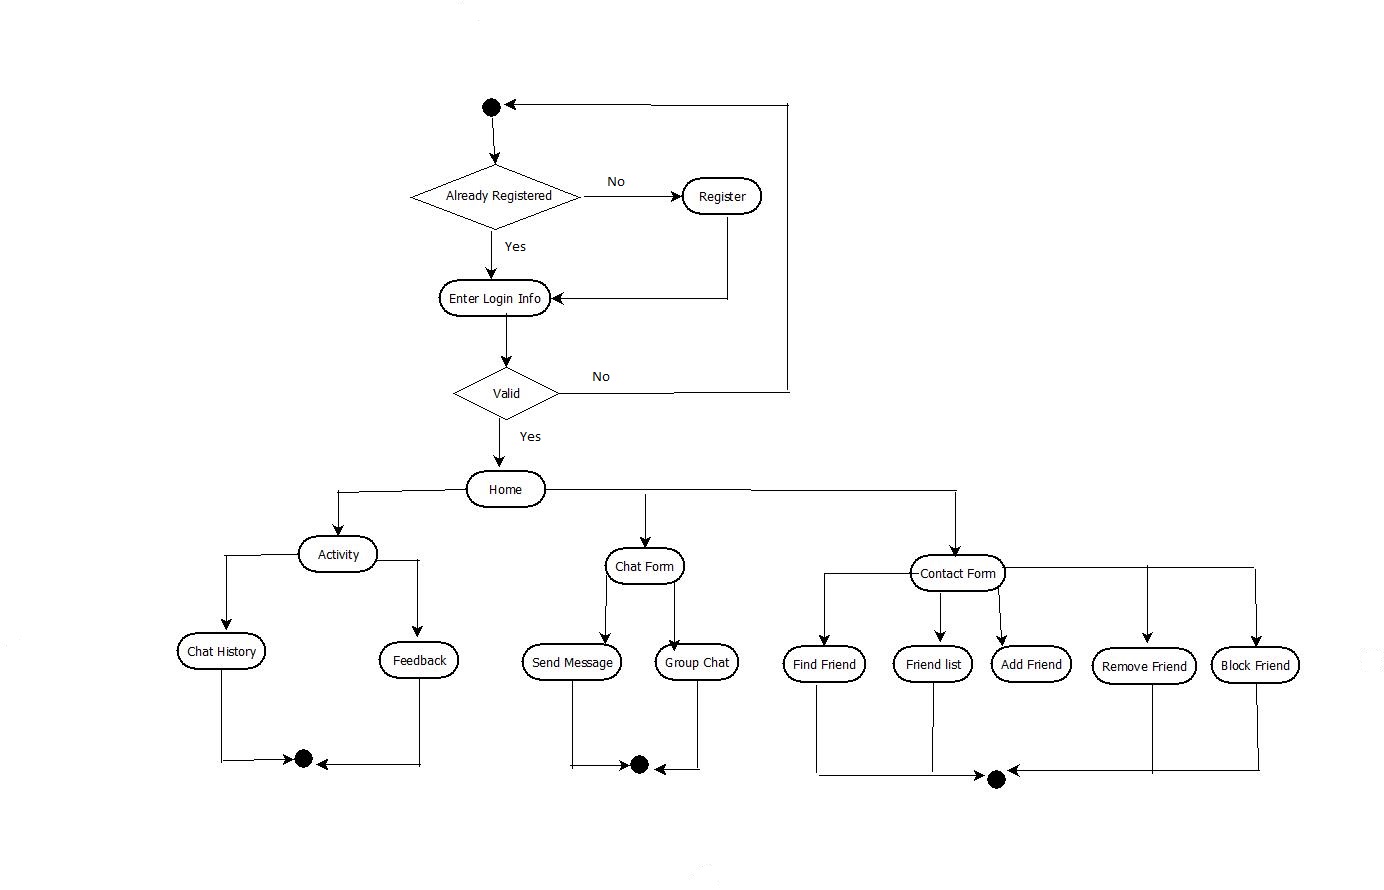 Already Registered
No
Register
Yes
Enter Login Info
No
Valid
Yes
Home
Activity
Chat Form
Contact Form
Chat History
Feedback
Send Message
Group Chat
Find Friend
Friend list
Add Friend
Remove Friend
Block Friend